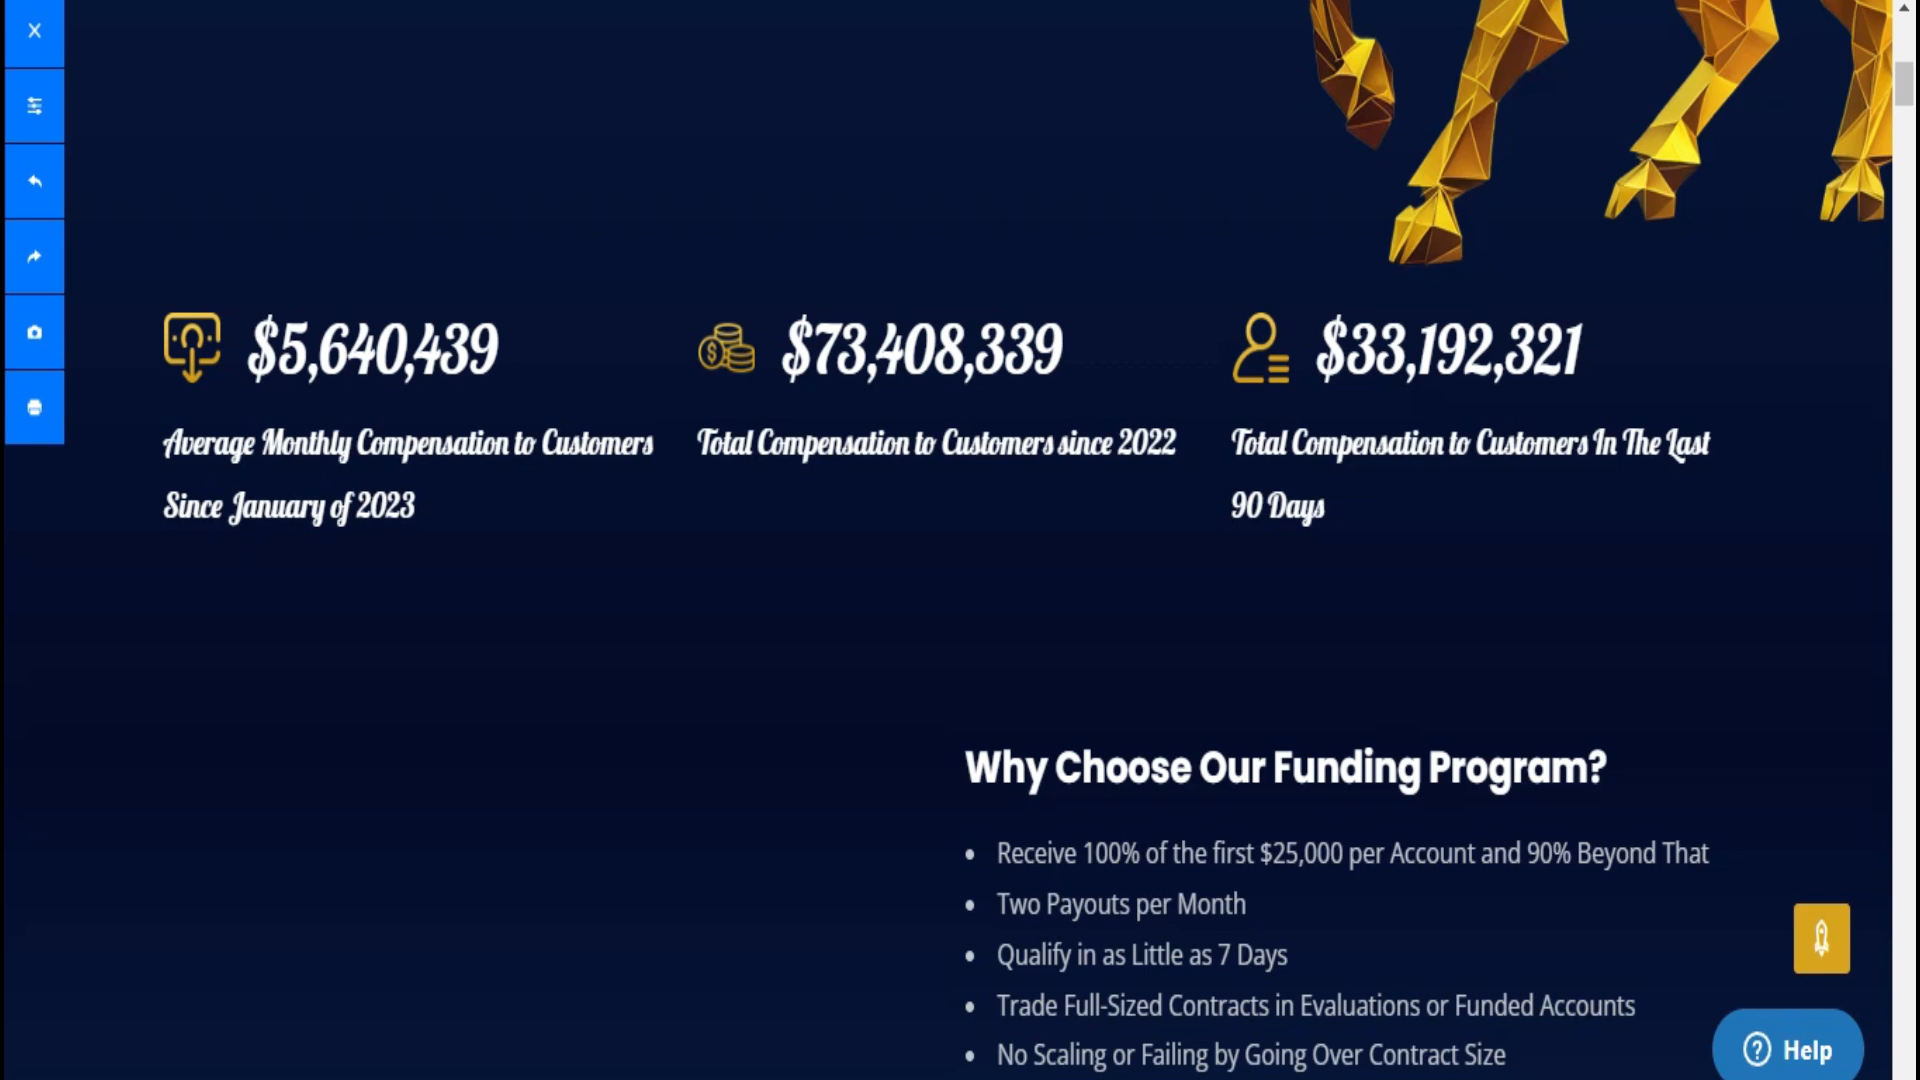 $5,640,439
Average Monthly Compensation to Customers
Since January of 2023
$73,408,339
Total Compensation to Customers since 2022
$33,192,321
Total Compensation to Customers In The Last
90 Days
Why Choose Our Funding Program?
• Receive 100% of the first $25,000 per Account and 90% Beyond That
• Two Payouts per Month
• Qualify in as Little as 7 Days
• Trade Full-Sized Contracts in Evaluations or Funded Accounts
• No Scaling or Failing by Going Over Contract Size
Help